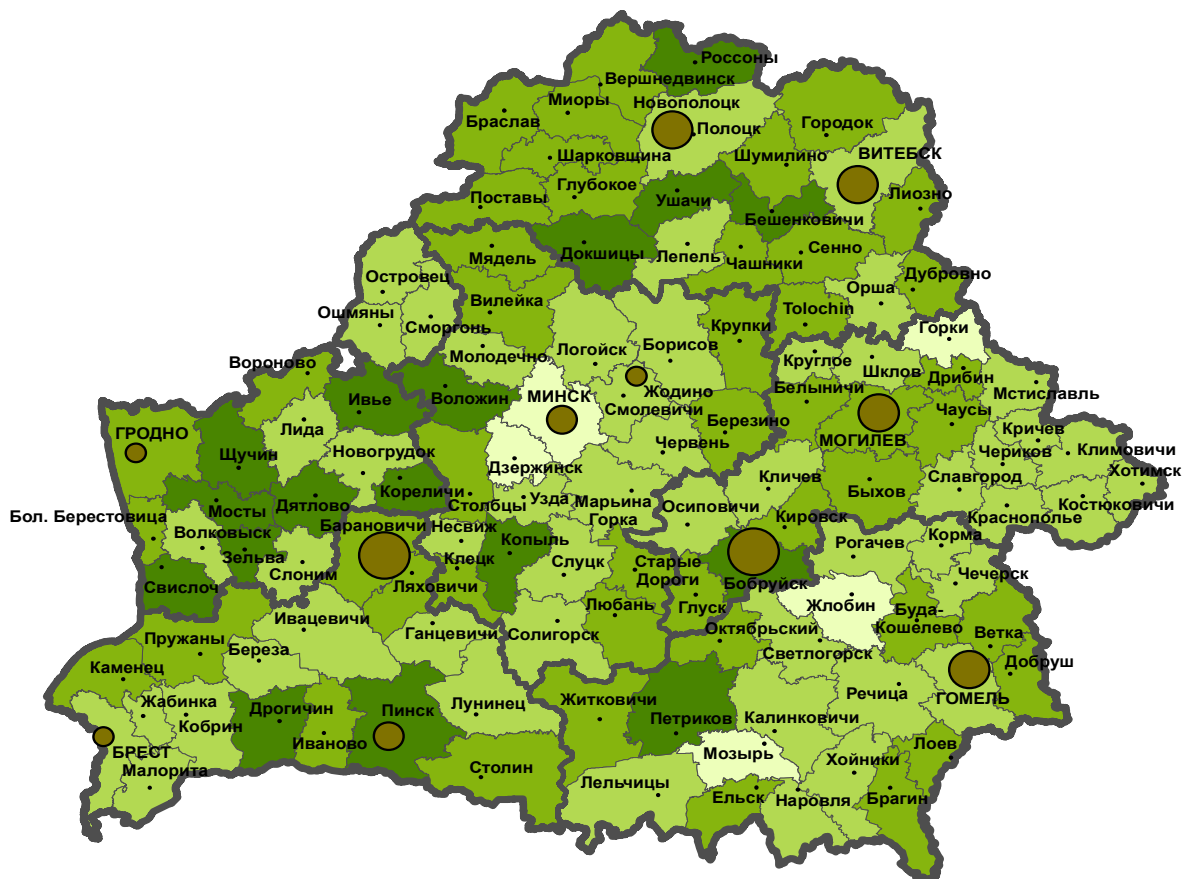 Россоны
Вершнедвинск
Миоры
Новополоцк
Браслав
Полоцк
Городок
Шарковщина
Шумилино
ВИТЕБСК
Глубокое
Поставы
Ушачи
Лиозно
Бешенковичи
Мядель
Докшицы
Лепель
Чашники
Сенно
Островец
Дубровно
Орша
Вилейка
Ошмяны
Сморгонь
Tolochin
Крупки
Горки
Молодечно
Логойск
Борисов
Вороново
Круглое
Шклов
Дрибин
Ивье
Воложин
МИНСК
Жодино
Белыничи
Мстиславль
Смолевичи
Чаусы
ГРОДНО
Лида
Березино
МОГИЛЕВ
Кричев
Щучин
Новогрудок
Червень
Чериков
Климовичи
Дзержинск
Хотимск
Кореличи
Кличев
Славгород
Быхов
Мосты
Дятлово
Столбцы
Узда
Марьина
Горка
Осиповичи
Костюковичи
Бол. Берестовица
Барановичи
Несвиж
Кировск
Краснополье
Волковыск
Копыль
Рогачев
Корма
Зельва
Клецк
Слуцк
Старые
Дороги
Слоним
Свислоч
Ляховичи
Бобруйск
Чечерск
Любань
Глуск
Жлобин
Буда-
Кошелево
Ивацевичи
Ганцевичи
Солигорск
Октябрьский
Ветка
Пружаны
Береза
Светлогорск
Каменец
Добруш
Жабинка
Дрогичин
Пинск
Лунинец
Житковичи
Речица
ГОМЕЛЬ
Кобрин
Петриков
Калинковичи
Иваново
Лоев
БРЕСТ
Мозырь
Малорита
Столин
Хойники
Лельчицы
Ельск
Наровля
Брагин